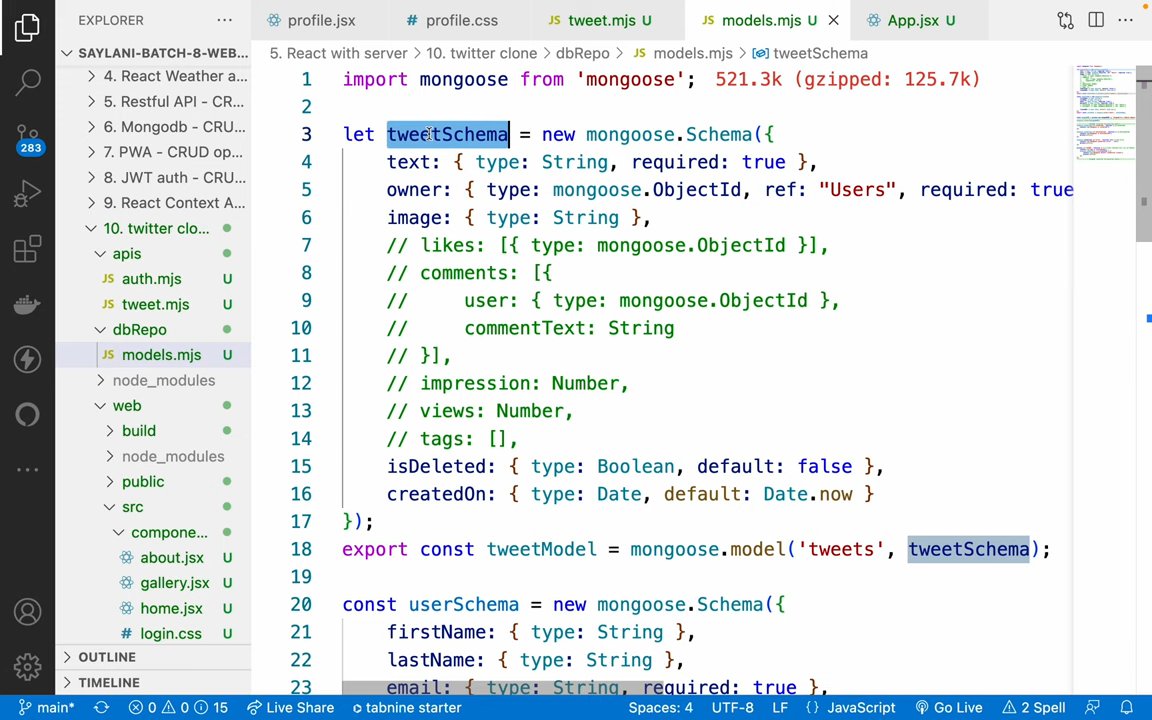 EXPLORER
profile.jsx
# profile.css
JS tweet.mjs U
JS models.mjs U
App.jsx U
SAYLANI-BATCH-8-WEB...
5. React with server > 10. twitter clone > dbRepo > JS models.mjs > tweetSchema
4. React Weather a...
5. Restful API - CR...
6. Mongodb - CRU...
7. PWA - CRUD op...
8. JWT auth - CRU...
9. React Context A...
10. twitter clo...
apis
JS auth.mjs U
JS tweet.mjs U
dbRepo
JS models.mjs U
node_modules
web
build
node_modules
public
src
compone...
about.jsx U
gallery.jsx U
home.jsx U
# login.css U
OUTLINE
TIMELINE
283
1 import mongoose from 'mongoose'; 521.3k (gzipped: 125.7k)
2
3 let tweetSchema = new mongoose.Schema({
4 text: { type: String, required: true },
5 owner: { type: mongoose.ObjectId, ref: "Users", required: true
6 image: { type: String },
7 // likes: [{ type: mongoose.ObjectId }],
8 // comments: [{
9 // user: { type: mongoose.ObjectId },
10 // commentText: String
11 // }],
12 // impression: Number,
13 // views: Number,
14 // tags: [],
15 isDeleted: { type: Boolean, default: false },
16 createdOn: { type: Date, default: Date.now }
17 });
18 export const tweetModel = mongoose.model('tweets', tweetSchema);
19
20 const userSchema = new mongoose.Schema({
21 firstName: { type: String },
22 lastName: { type: String },
23 email: { type: String, required: true },
main* 0 0 15 Live Share tabnine starter Spaces: 4 UTF-8 LF {} JavaScript Go Live 2 Spell